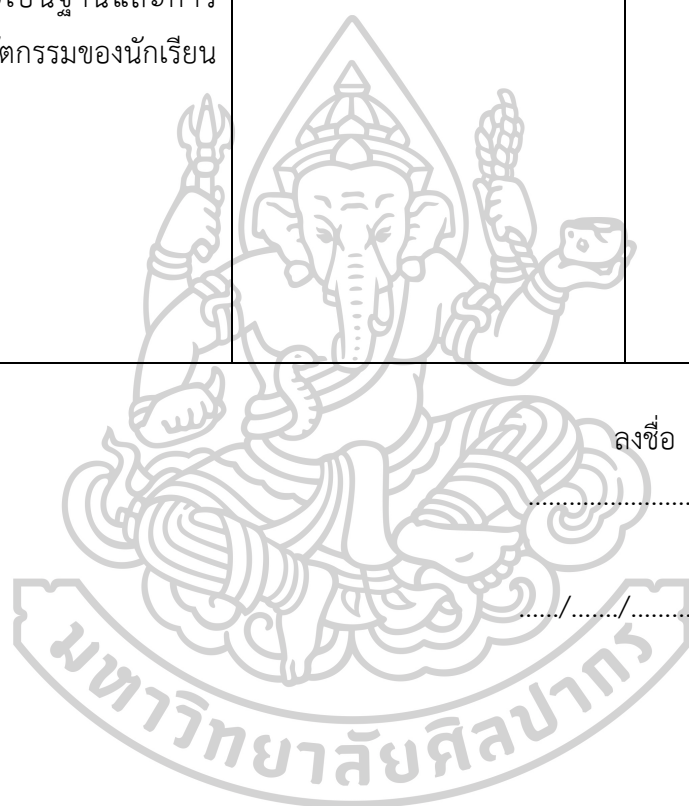 เป็นฐานและการ
ัตกรรมของนักเรียน
ลงชื่อ
........................
....../......./.........
มหาวิทยาลัยศิลปากร